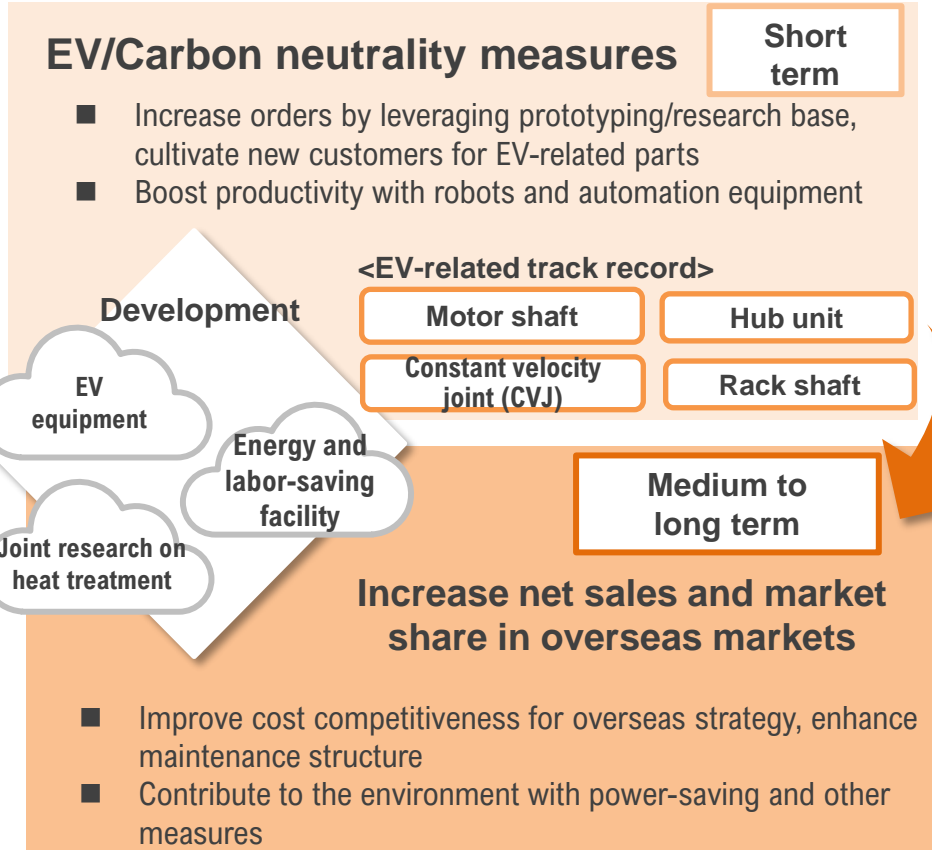 EV/Carbon neutrality measures
Short
term
■ Increase orders by leveraging prototyping/research base,
cultivate new customers for EV-related parts
■ Boost productivity with robots and automation equipment
<EV-related track record>
Development
Motor shaft
Hub unit
Constant velocity
joint (CVJ)
Rack shaft
EV
equipment
Energy and
labor-saving
facility
Joint research on
heat treatment
Medium to
long term
Increase net sales and market
share in overseas markets
■ Improve cost competitiveness for overseas strategy, enhance
maintenance structure
■ Contribute to the environment with power-saving and other
measures